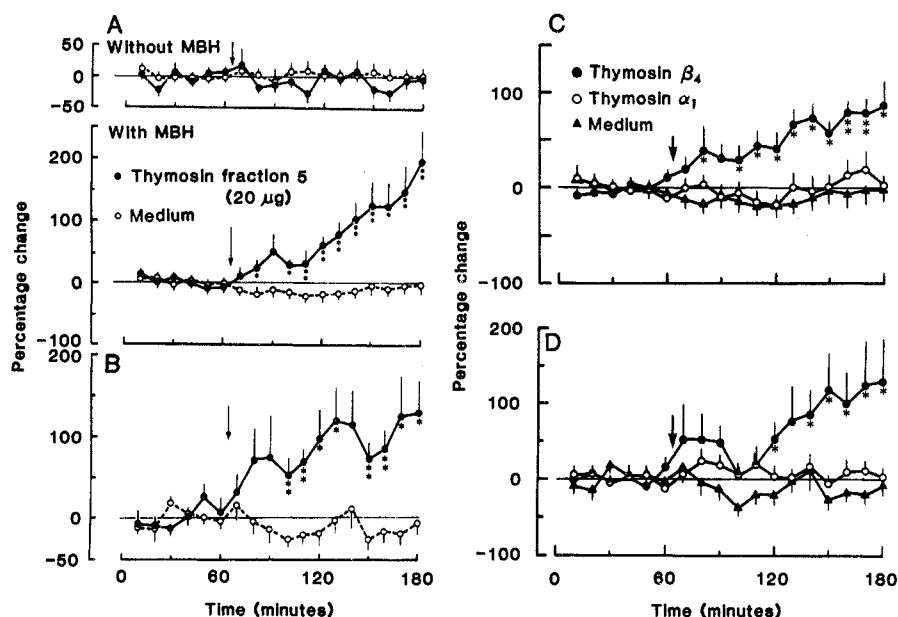 A
Without MBH
50
0
-50
With MBH
200
Thymosin fraction 5
(20 µg)
100
Medium
0
-100
Percentage change
B
200
100
0
-50
0
60
120
180
Time (minutes)
C
Thymosin β4
Thymosin α1
Medium
100
0
-100
Percentage change
D
200
100
0
-100
0
60
120
180
Time (minutes)